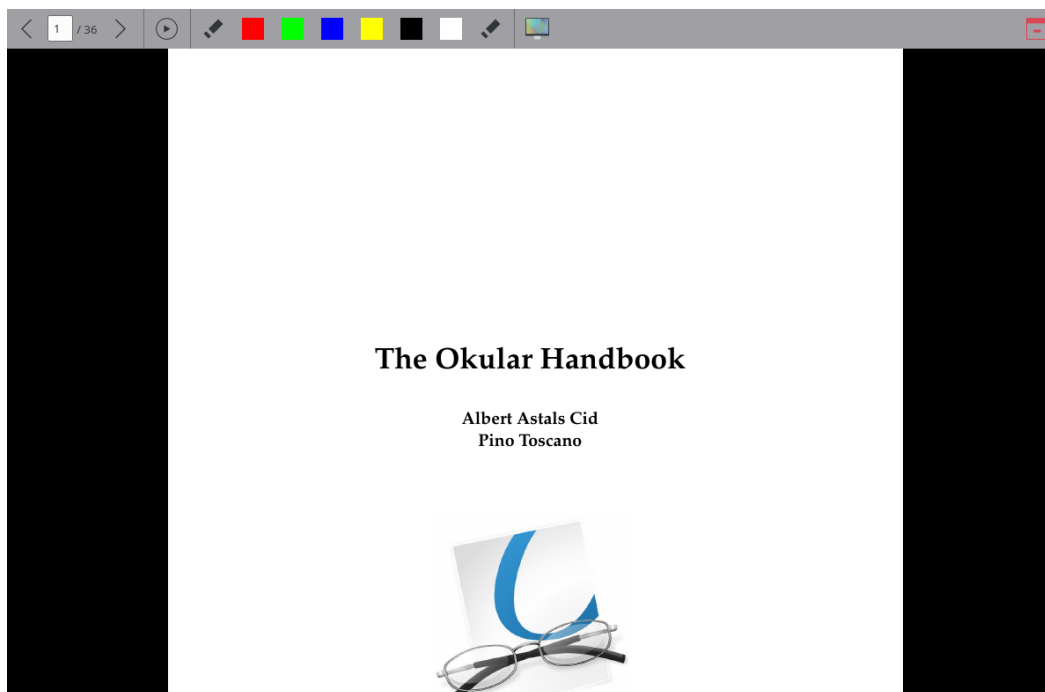 1 / 36
The Okular Handbook
Albert Astals Cid
Pino Toscano